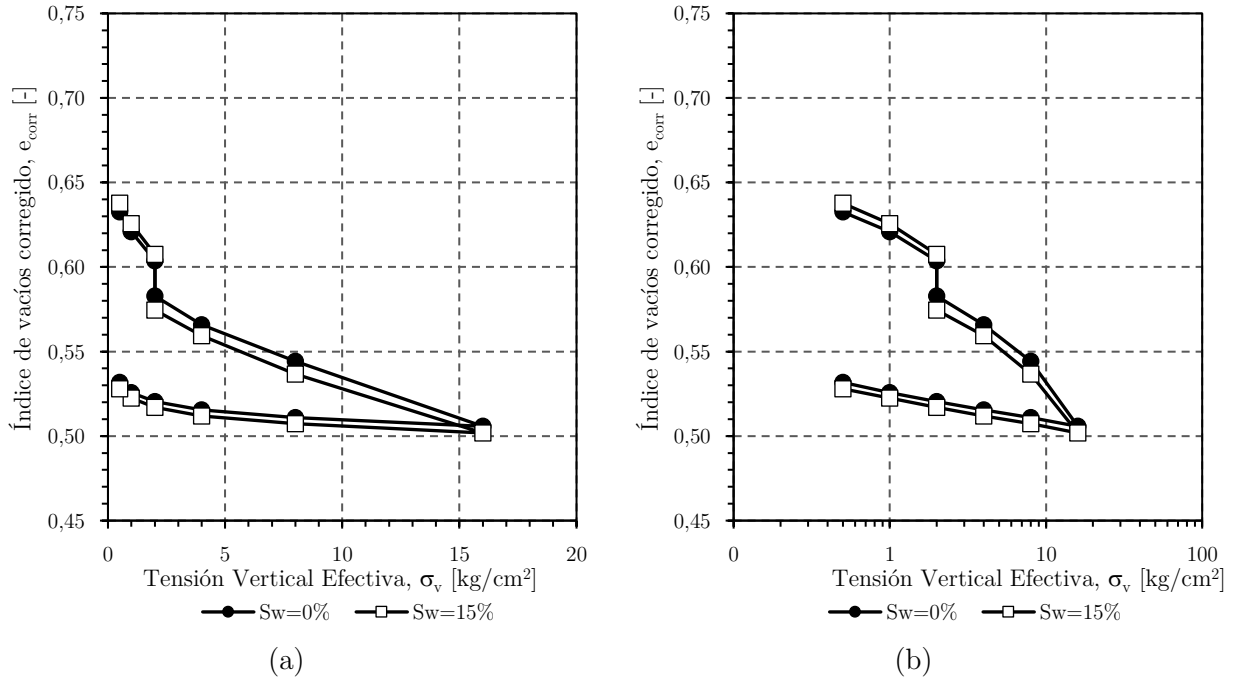 0,75
0,70
0,65
0,60
0,55
0,50
0,45
Índice de vacíos corregido, e_corr [-]
0 5 10 15 20
Tensión Vertical Efectiva, σ_v [kg/cm²]
Sw=0% Sw=15%
(a)
0,75
0,70
0,65
0,60
0,55
0,50
0,45
Índice de vacíos corregido, e_corr [-]
0 1 10 100
Tensión Vertical Efectiva, σ_v [kg/cm²]
Sw=0% Sw=15%
(b)